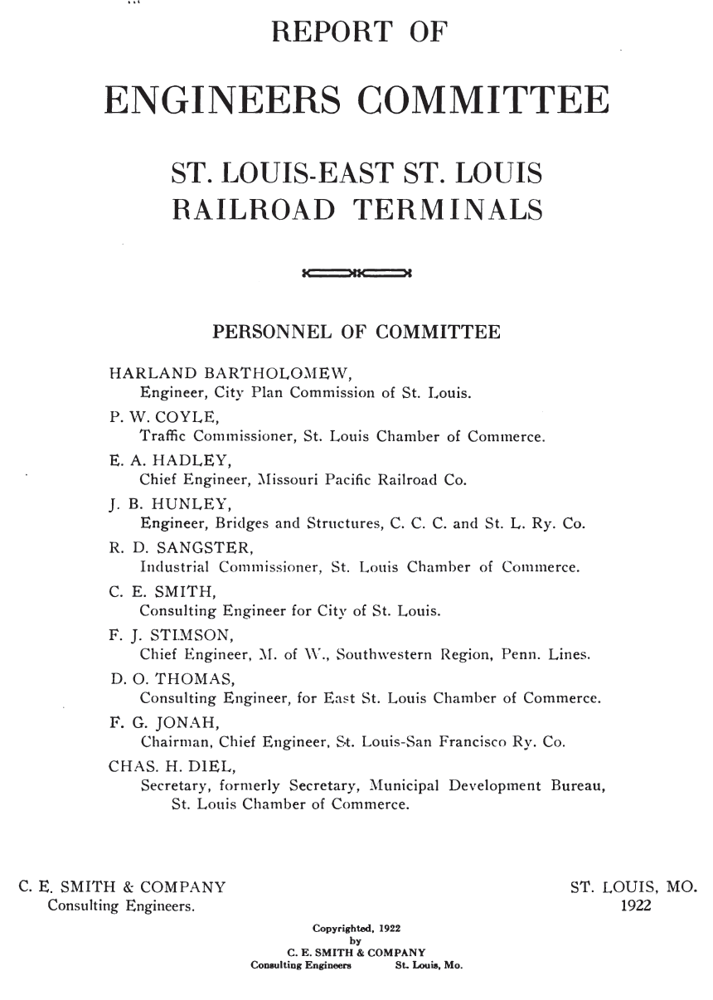 REPORT OF
ENGINEERS COMMITTEE
ST. LOUIS-EAST ST. LOUIS
RAILROAD TERMINALS
PERSONNEL OF COMMITTEE
HARLAND BARTHOLOMEW,
Engineer, City Plan Commission of St. Louis.
P. W. COYLE,
Traffic Commissioner, St. Louis Chamber of Commerce.
E. A. HADLEY,
Chief Engineer, Missouri Pacific Railroad Co.
J. B. HUNLEY,
Engineer, Bridges and Structures, C. C. C. and St. L. Ry. Co.
R. D. SANGSTER,
Industrial Commissioner, St. Louis Chamber of Commerce.
C. E. SMITH,
Consulting Engineer for City of St. Louis.
F. J. STIMSON,
Chief Engineer, M. of W., Southwestern Region, Penn. Lines.
D. O. THOMAS,
Consulting Engineer, for East St. Louis Chamber of Commerce.
F. G. JONAH,
Chairman, Chief Engineer, St. Louis-San Francisco Ry. Co.
CHAS. H. DIEL,
Secretary, formerly Secretary, Municipal Development Bureau,
St. Louis Chamber of Commerce.
C. E. SMITH & COMPANY ST. LOUIS, MO.
Consulting Engineers. 1922
Copyrighted, 1922
by
C. E. SMITH & COMPANY
Consulting Engineers St. Louis, Mo.